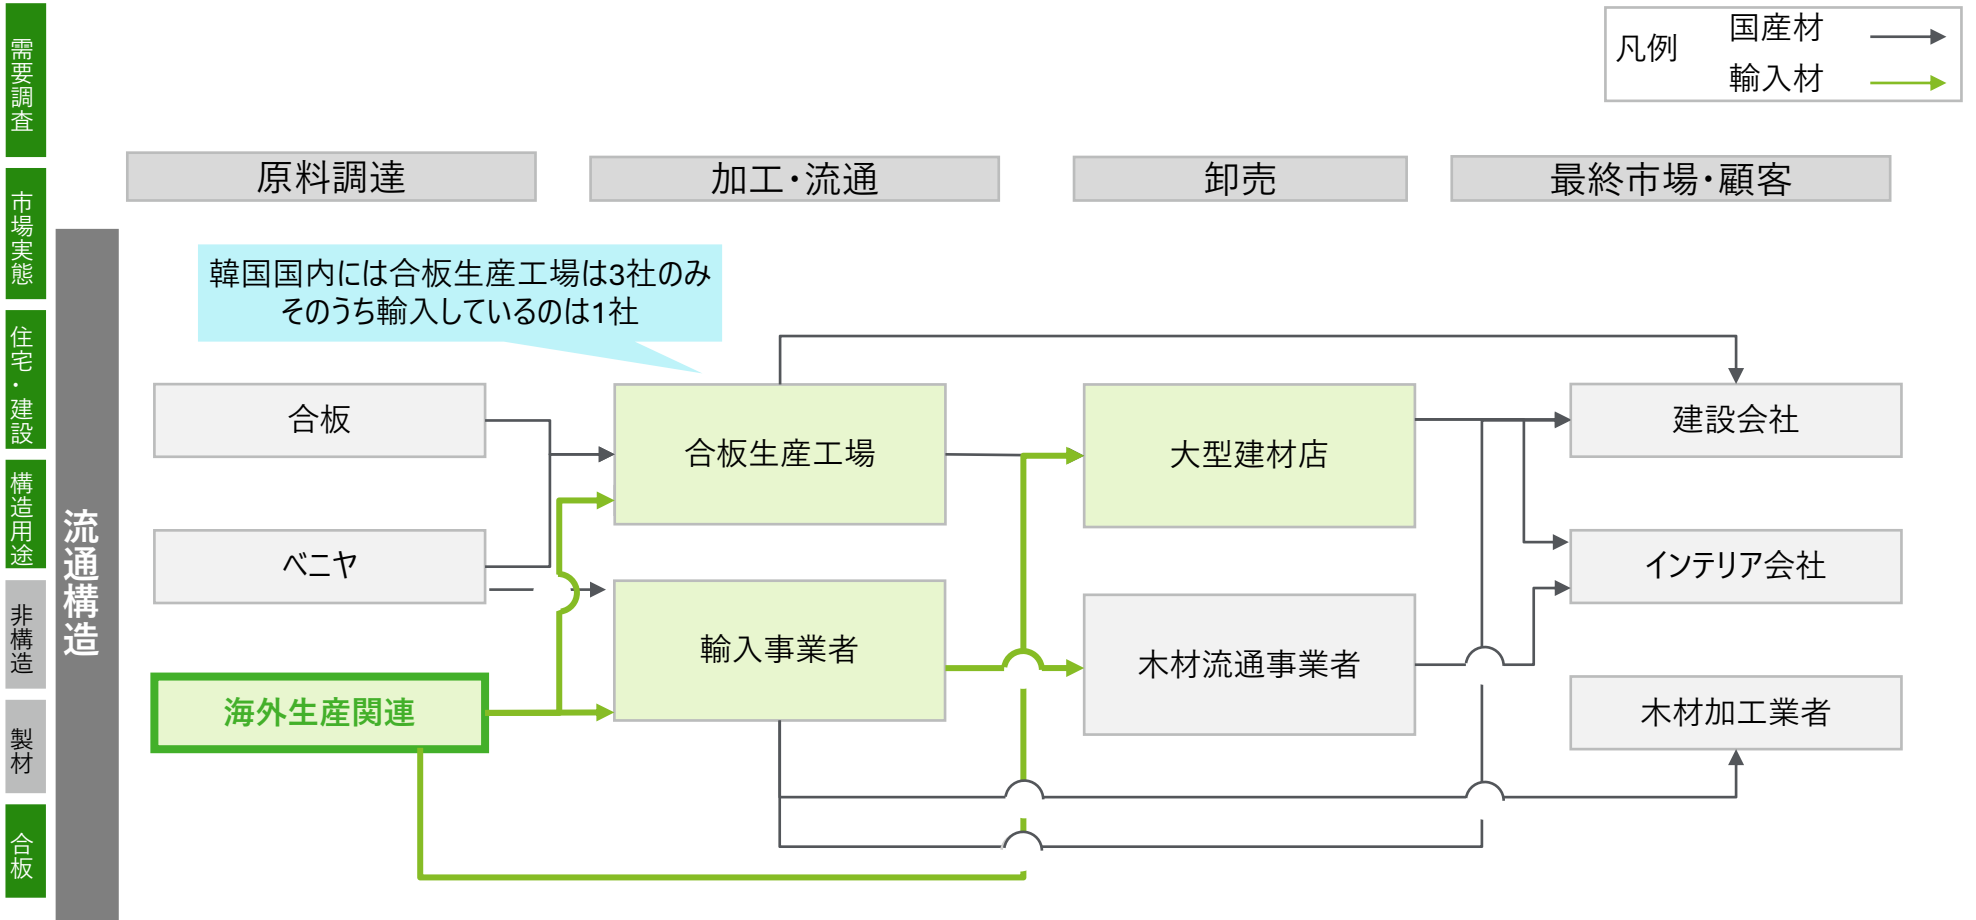 需要調査
市場実態
住宅・建設
構造用途
非構造
製材
合板
流通構造
凡例
国産材
輸入材
原料調達
加工・流通
卸売
最終市場・顧客
韓国国内には合板生産工場は3社のみ
そのうち輸入しているのは1社
合板
ベニヤ
海外生産関連
合板生産工場
輸入事業者
大型建材店
木材流通事業者
建設会社
インテリア会社
木材加工業者